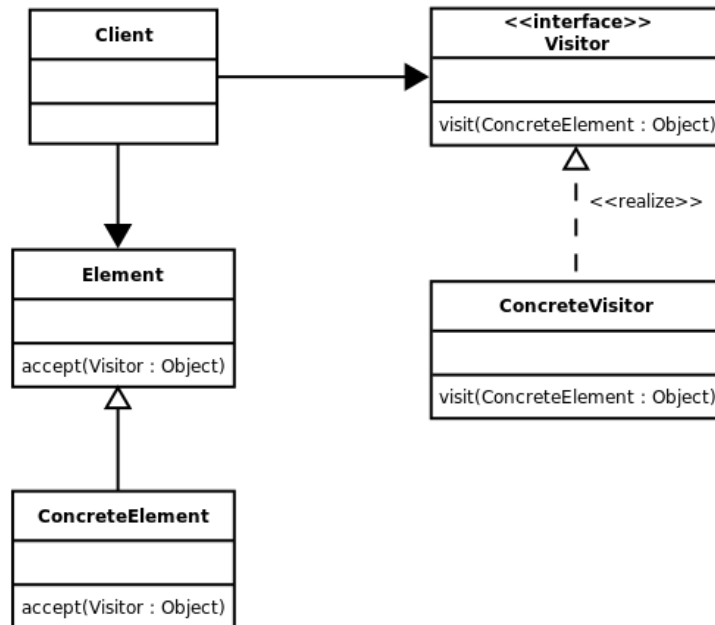 Client
<<interface>>
Visitor
visit(ConcreteElement : Object)
<<realize>>
Element
accept(Visitor : Object)
ConcreteVisitor
visit(ConcreteElement : Object)
ConcreteElement
accept(Visitor : Object)